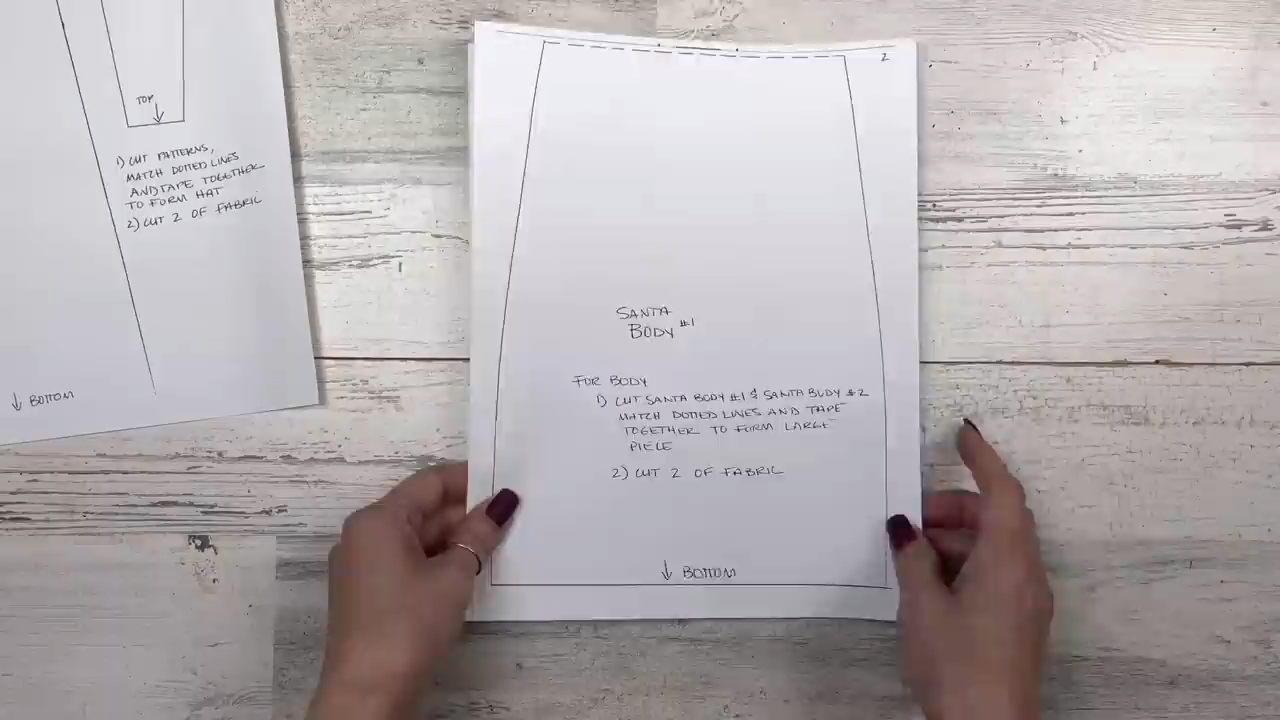 TOP
1) CUT PATTERNS,
MATCH DOTTED LINES
AND TAPE TOGETHER
TO FORM HAT
2) CUT 2 OF FABRIC
↓ BOTTOM
2
SANTA
BODY #1
FOR BODY
1) CUT SANTA BODY #1 & SANTA BODY #2
MATCH DOTTED LINES AND TAPE
TOGETHER TO FORM LARGE
PIECE
2) CUT 2 OF FABRIC
↓ BOTTOM